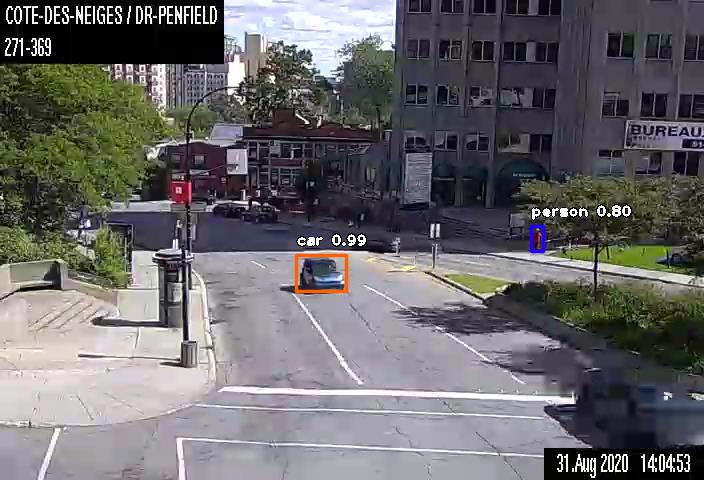 COTE-DES-NEIGES / DR-PENFIELD
271-369
person 0.80
car 0.99
BUREAU
31.Aug 2020 14:04:53